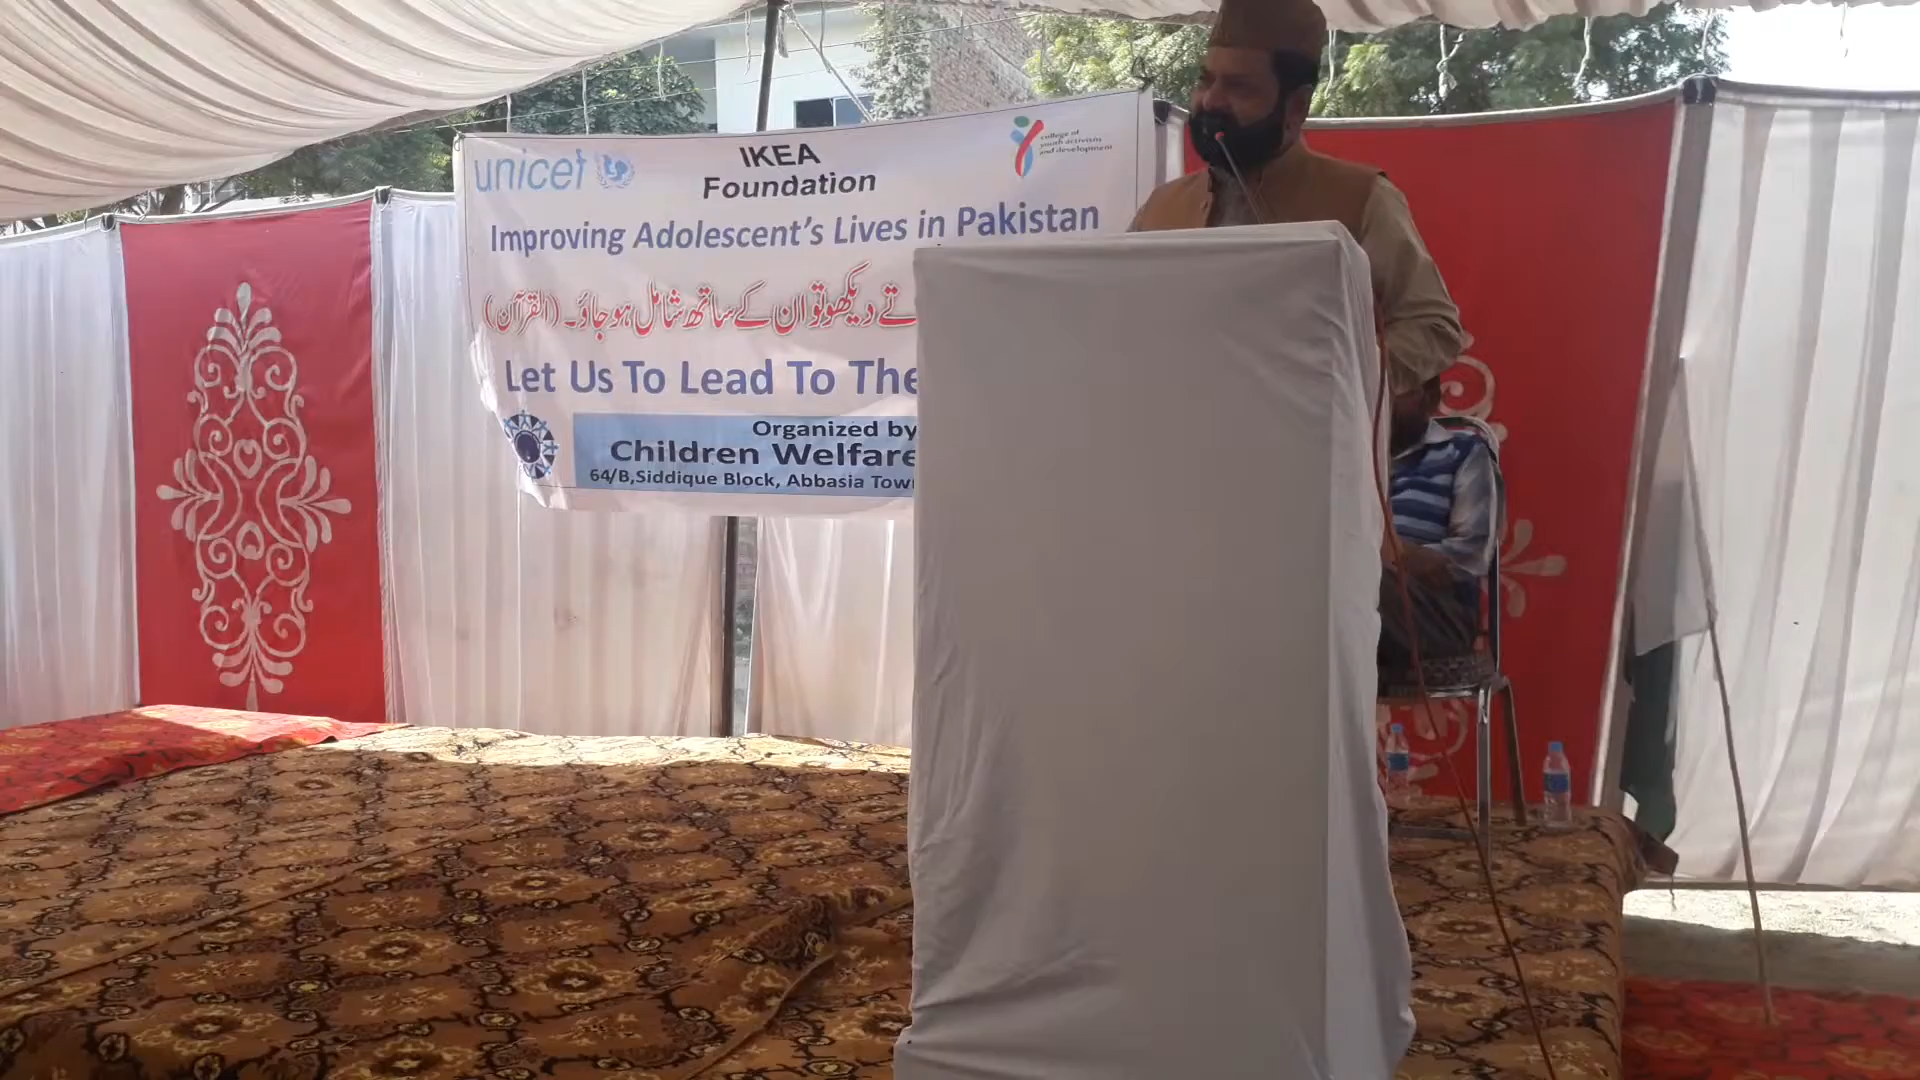 unicef
IKEA
Foundation
college of
youth activism
and development
Improving Adolescent's Lives in Pakistan
تے دیکھو تو ان کے ساتھ شامل ہو جاؤ۔ (القرآن)
Let Us To Lead To The
Organized by
Children Welfare
64/B,Siddique Block, Abbasia Town